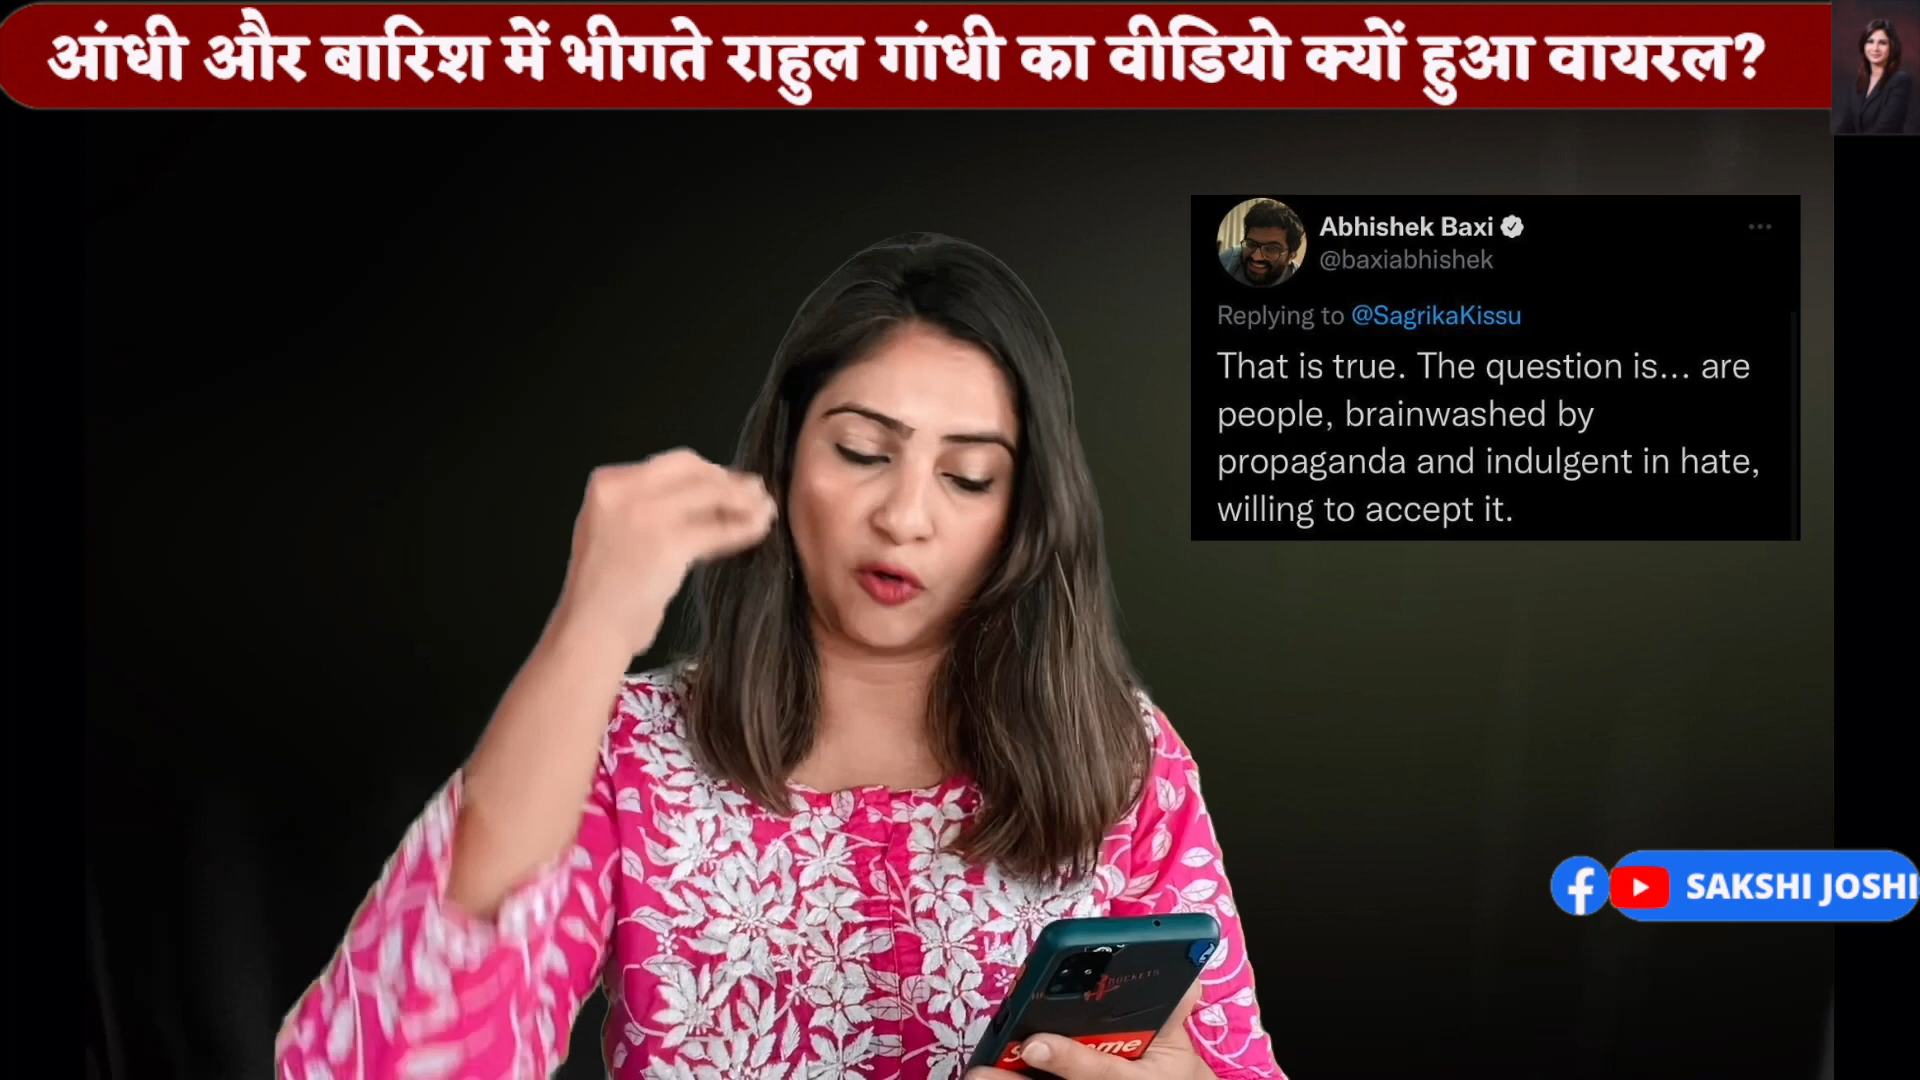 आंधी और बारिश में भीगते राहुल गांधी का वीडियो क्यों हुआ वायरल?
Abhishek Baxi
@baxiabhishek
Replying to @SagrikaKissu
That is true. The question is... are
people, brainwashed by
propaganda and indulgent in hate,
willing to accept it.
SAKSHI JOSHI